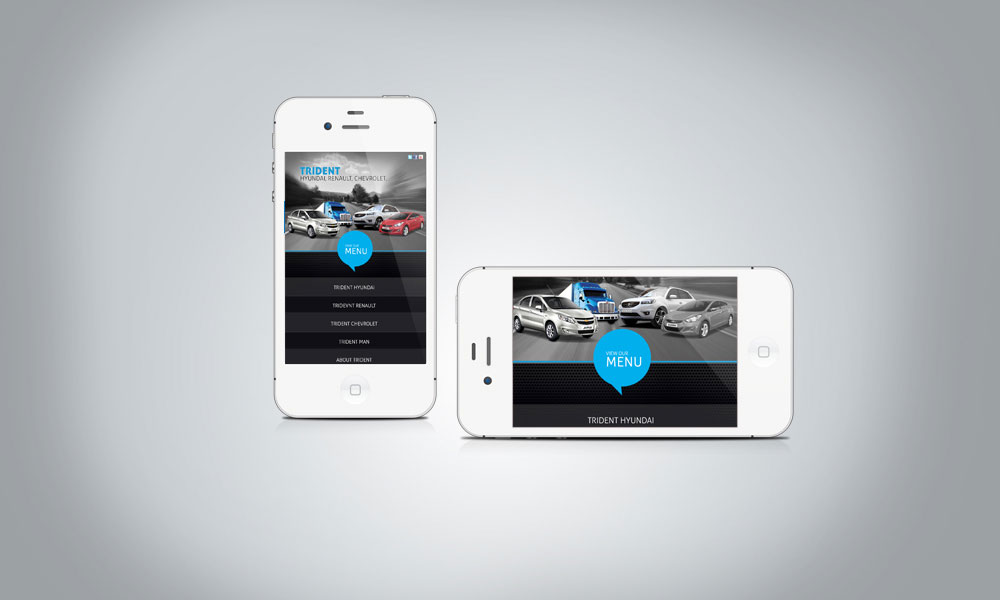 TRIDENT
HYUNDAI, RENAULT, CHEVROLET.
VIEW OUR
MENU
TRIDENT HYUNDAI
TRIDEYNT RENAULT
TRIDENT CHEVROLET
TRIDENT MAN
ABOUT TRIDENT
VIEW OUR
MENU
TRIDENT HYUNDAI